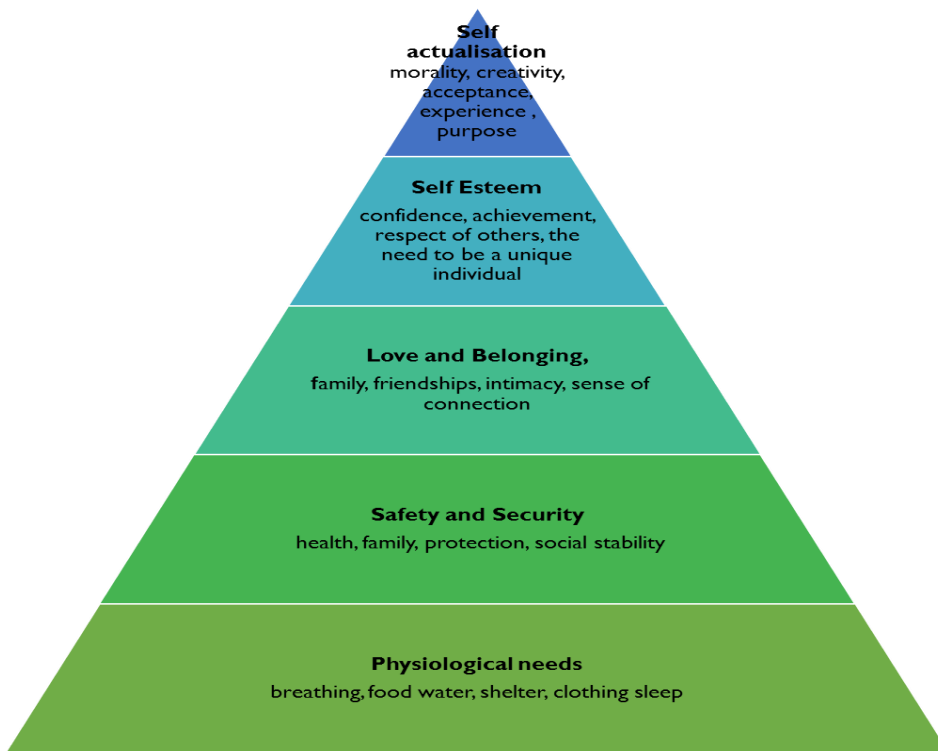 Self
actualisation
morality, creativity,
acceptance,
experience ,
purpose
Self Esteem
confidence, achievement,
respect of others, the
need to be a unique
individual
Love and Belonging,
family, friendships, intimacy, sense of
connection
Safety and Security
health, family, protection, social stability
Physiological needs
breathing, food water, shelter, clothing sleep